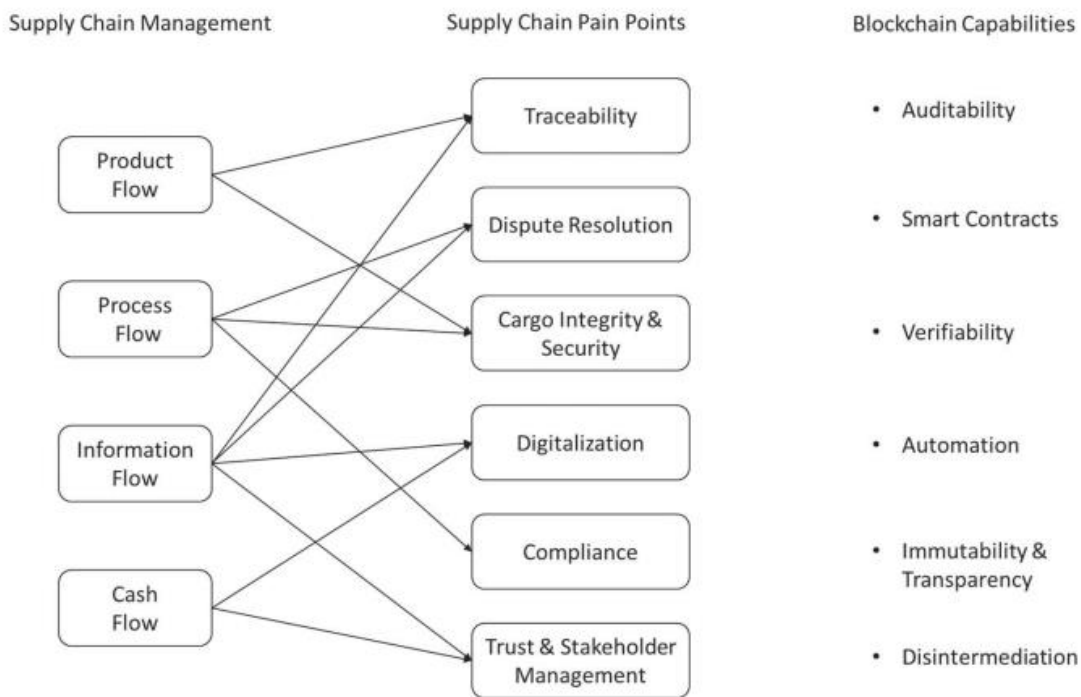 Supply Chain Management
Supply Chain Pain Points
Blockchain Capabilities
Product
Flow
Process
Flow
Information
Flow
Cash
Flow
Traceability
Dispute Resolution
Cargo Integrity &
Security
Digitalization
Compliance
Trust & Stakeholder
Management
• Auditability
• Smart Contracts
• Verifiability
• Automation
• Immutability &
Transparency
• Disintermediation